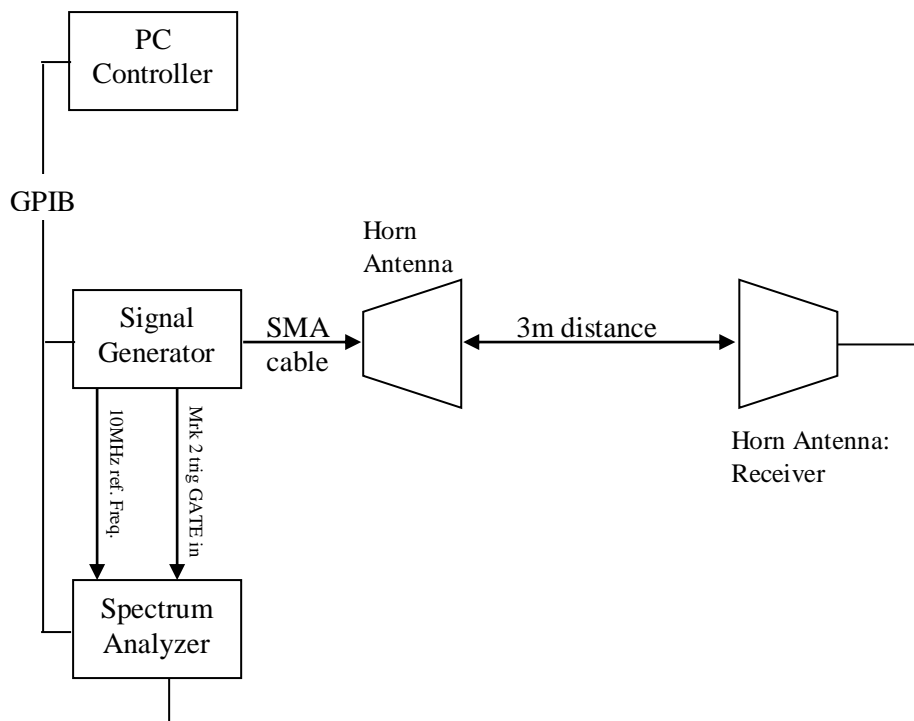 PC
Controller
GPIB
Horn
Antenna
Signal
Generator
SMA
cable
3m distance
Horn Antenna:
Receiver
10MHz ref. Freq.
Mrk 2 trig GATE in
Spectrum
Analyzer